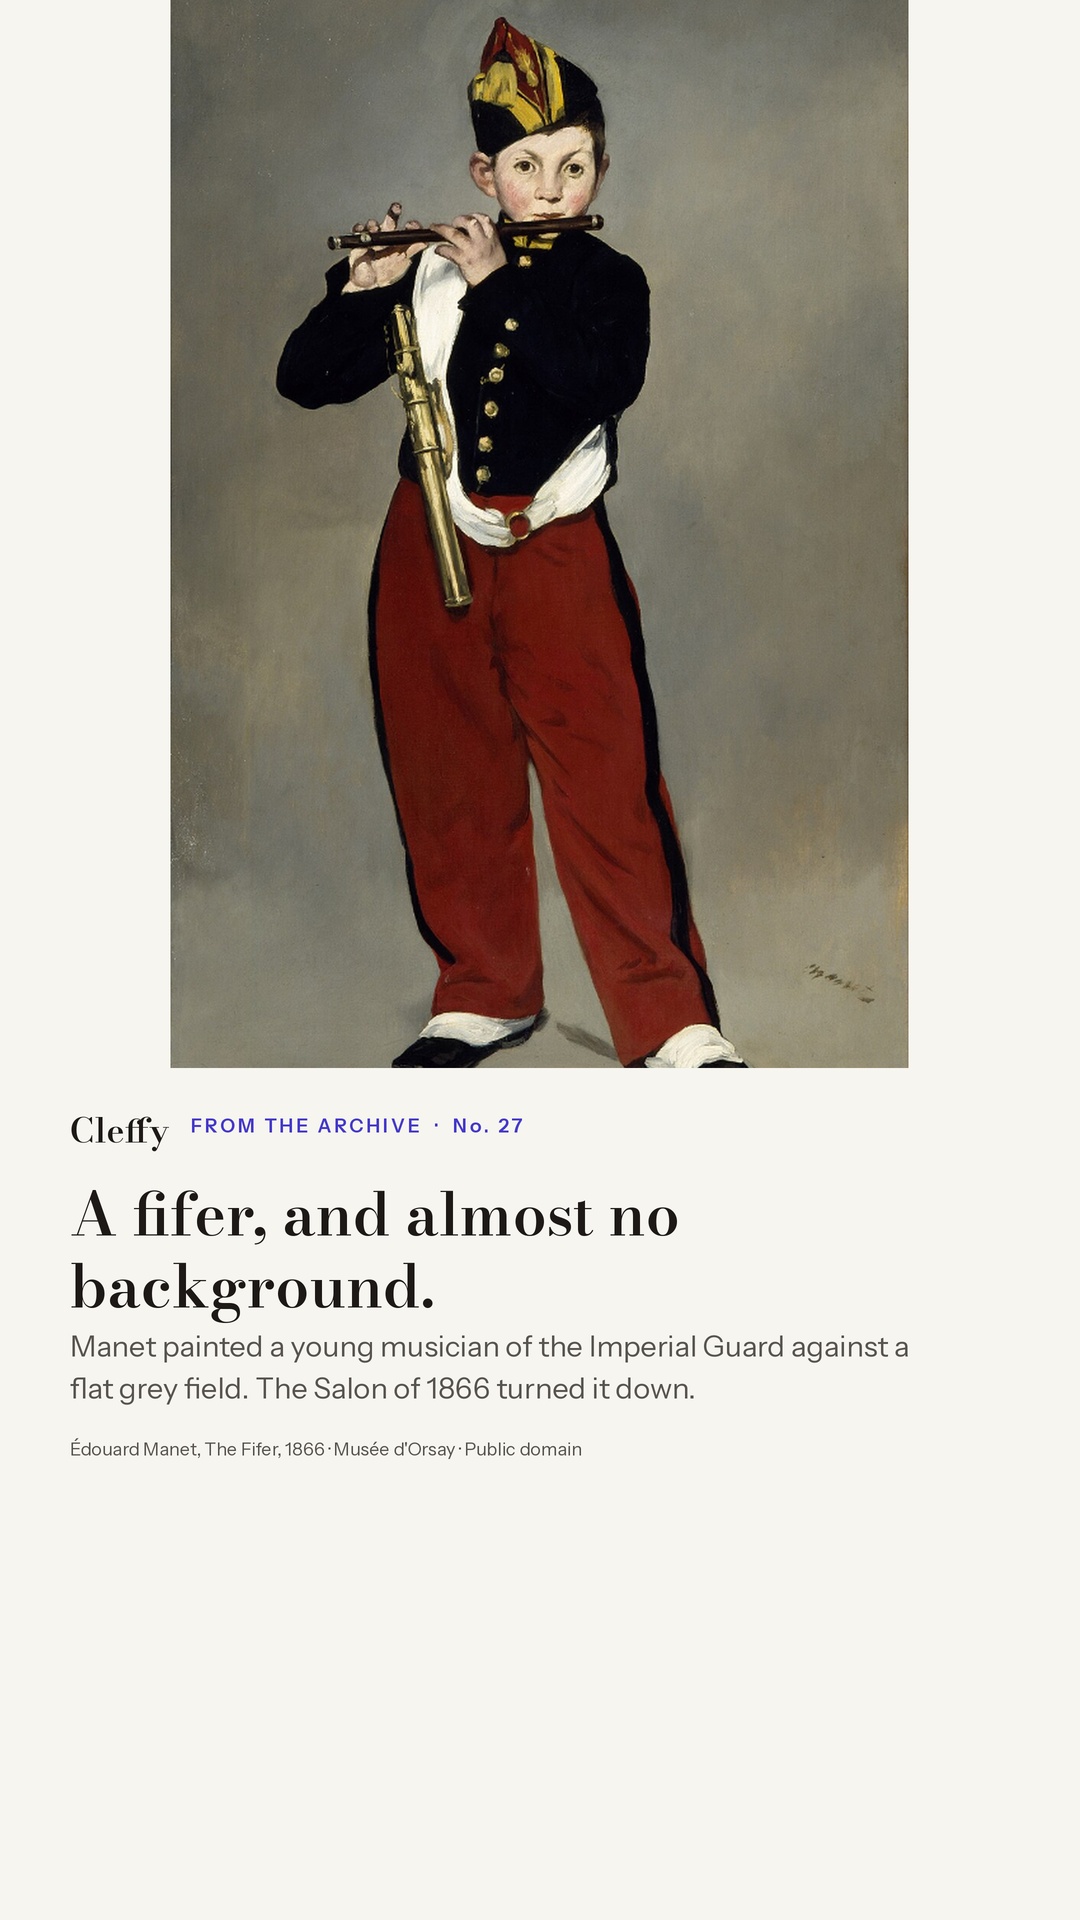 Manet
Cleffy FROM THE ARCHIVE · No. 27
A fifer, and almost no
background.
Manet painted a young musician of the Imperial Guard against a
flat grey field. The Salon of 1866 turned it down.
Édouard Manet, The Fifer, 1866 · Musée d'Orsay · Public domain